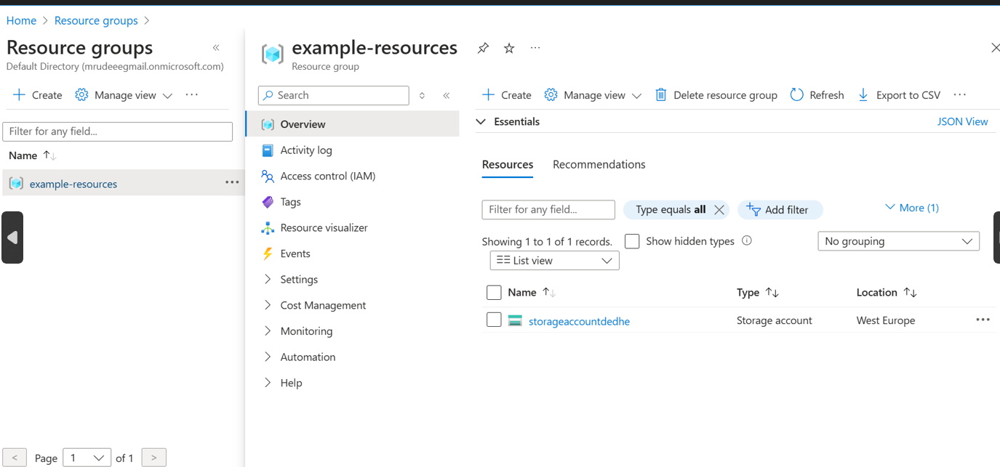 Home > Resource groups >
Resource groups «
Default Directory (mrudeeegmail.onmicrosoft.com)
+ Create Manage view ...
Filter for any field...
Name ↑↓
example-resources ...
< Page 1 of 1 >
example-resources ...
Resource group
Search «
Overview
Activity log
Access control (IAM)
Tags
Resource visualizer
Events
> Settings
> Cost Management
> Monitoring
> Automation
> Help
+ Create Manage view Delete resource group Refresh Export to CSV ...
Essentials JSON View
Resources Recommendations
Filter for any field... Type equals all × Add filter More (1)
Showing 1 to 1 of 1 records. Show hidden types No grouping
List view
Name ↑↓ Type ↑↓ Location ↑↓
storageaccountdedhe Storage account West Europe ...